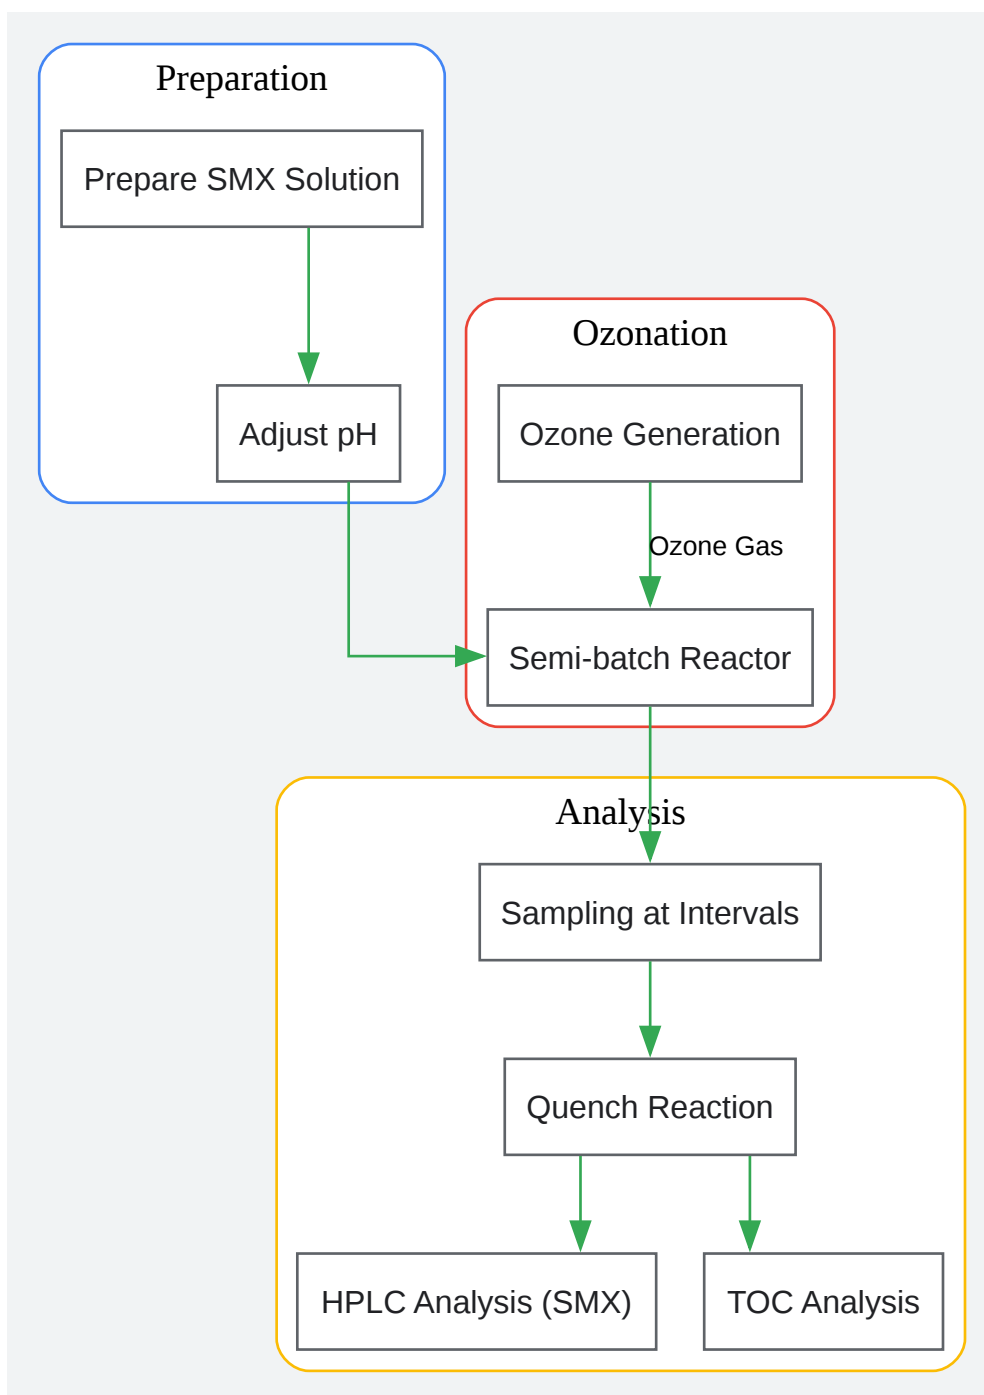 Preparation
Prepare SMX Solution
Adjust pH
Ozonation
Ozone Generation
Ozone Gas
Semi-batch Reactor
Analysis
Sampling at Intervals
Quench Reaction
HPLC Analysis (SMX)
TOC Analysis